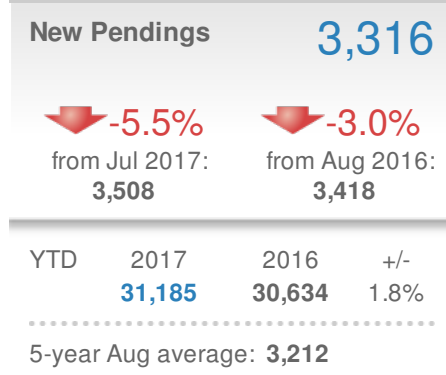 New Pendings 3,316
-5.5% -3.0%
from Jul 2017: from Aug 2016:
3,508 3,418
YTD 2017 2016 +/-
31,185 30,634 1.8%
5-year Aug average: 3,212